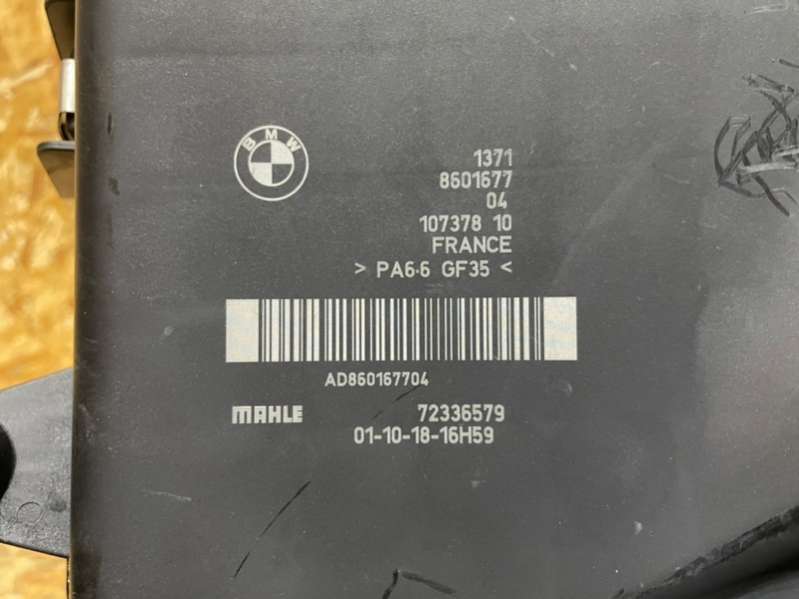 BMW
1371
8601677
04
107378 10
FRANCE
> PA6·6 GF35 <
AD860167704
MAHLE 72336579
01-10-18-16H59